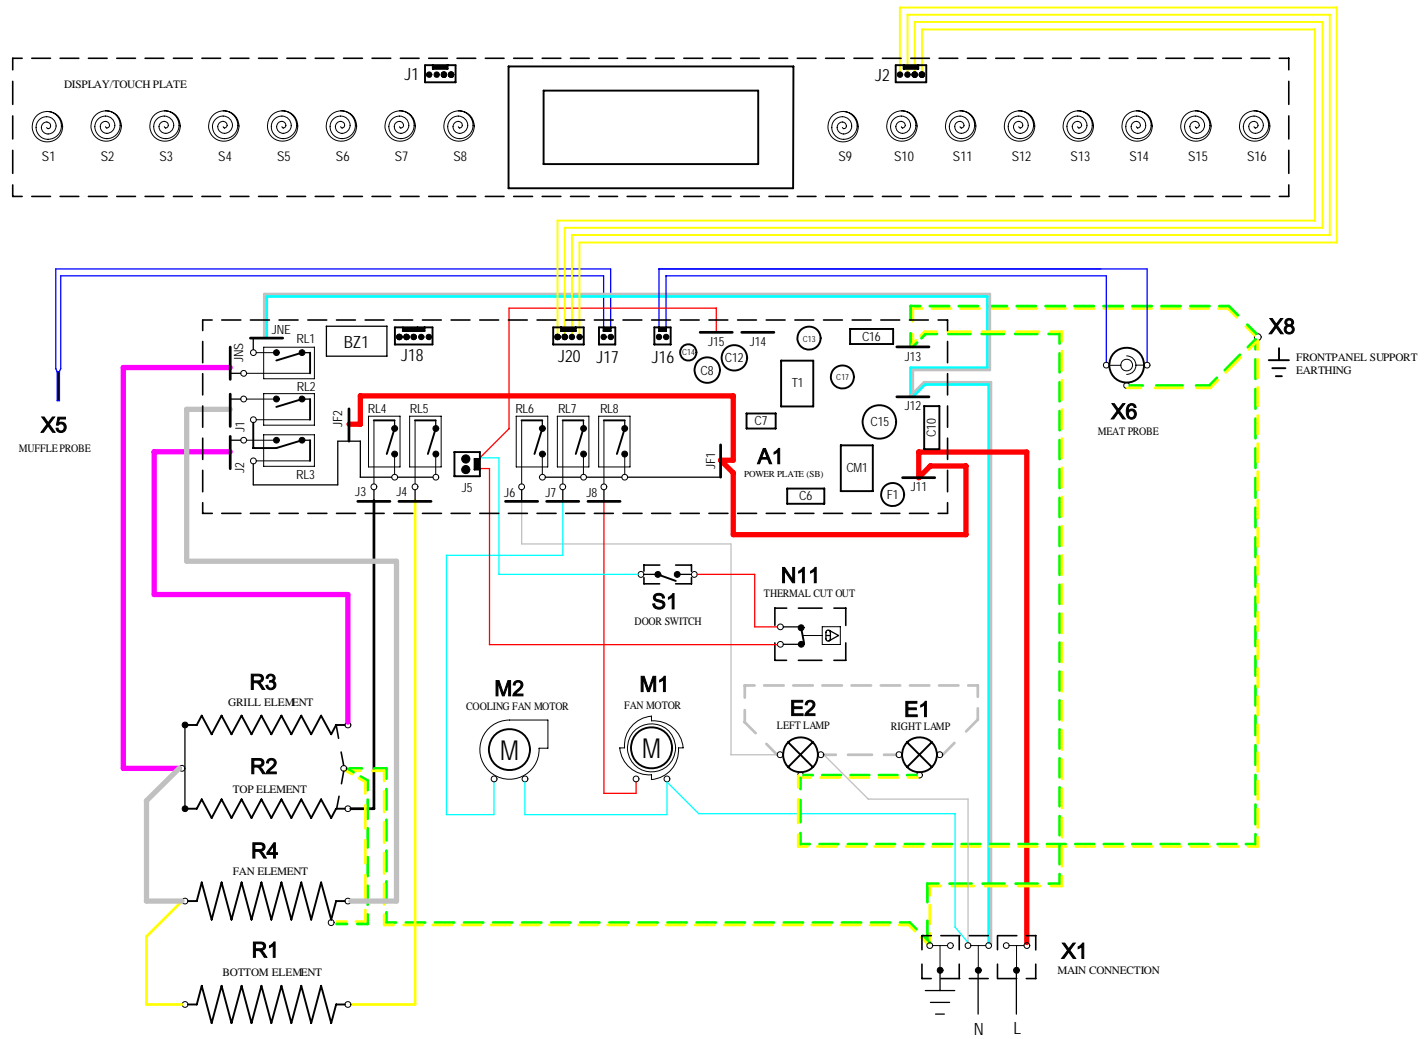 J1
J2
DISPLAY/TOUCH PLATE
S1 S2 S3 S4 S5 S6 S7 S8 S9 S10 S11 S12 S13 S14 S15 S16
JNE
RL1
BZ1
J18
J20
J17
J16
J15
J14
C14
C8
C12
C13
C16
J13
X8
FRONTPANEL SUPPORT
EARTHING
JNS
T1
C17
X5
MUFFLE PROBE
RL2
J1
JF2
RL4
RL5
RL6
RL7
RL8
C7
C15
J12
C10
X6
MEAT PROBE
J2
RL3
J5
JF1
A1
POWER PLATE (SB)
CM1
J11
J3
J4
J6
J7
J8
C6
F1
S1
DOOR SWITCH
N11
THERMAL CUT OUT
θ
R3
GRILL ELEMENT
M2
COOLING FAN MOTOR
M
M1
FAN MOTOR
M
E2
LEFT LAMP
E1
RIGHT LAMP
R2
TOP ELEMENT
R4
FAN ELEMENT
R1
BOTTOM ELEMENT
X1
MAIN CONNECTION
N
L